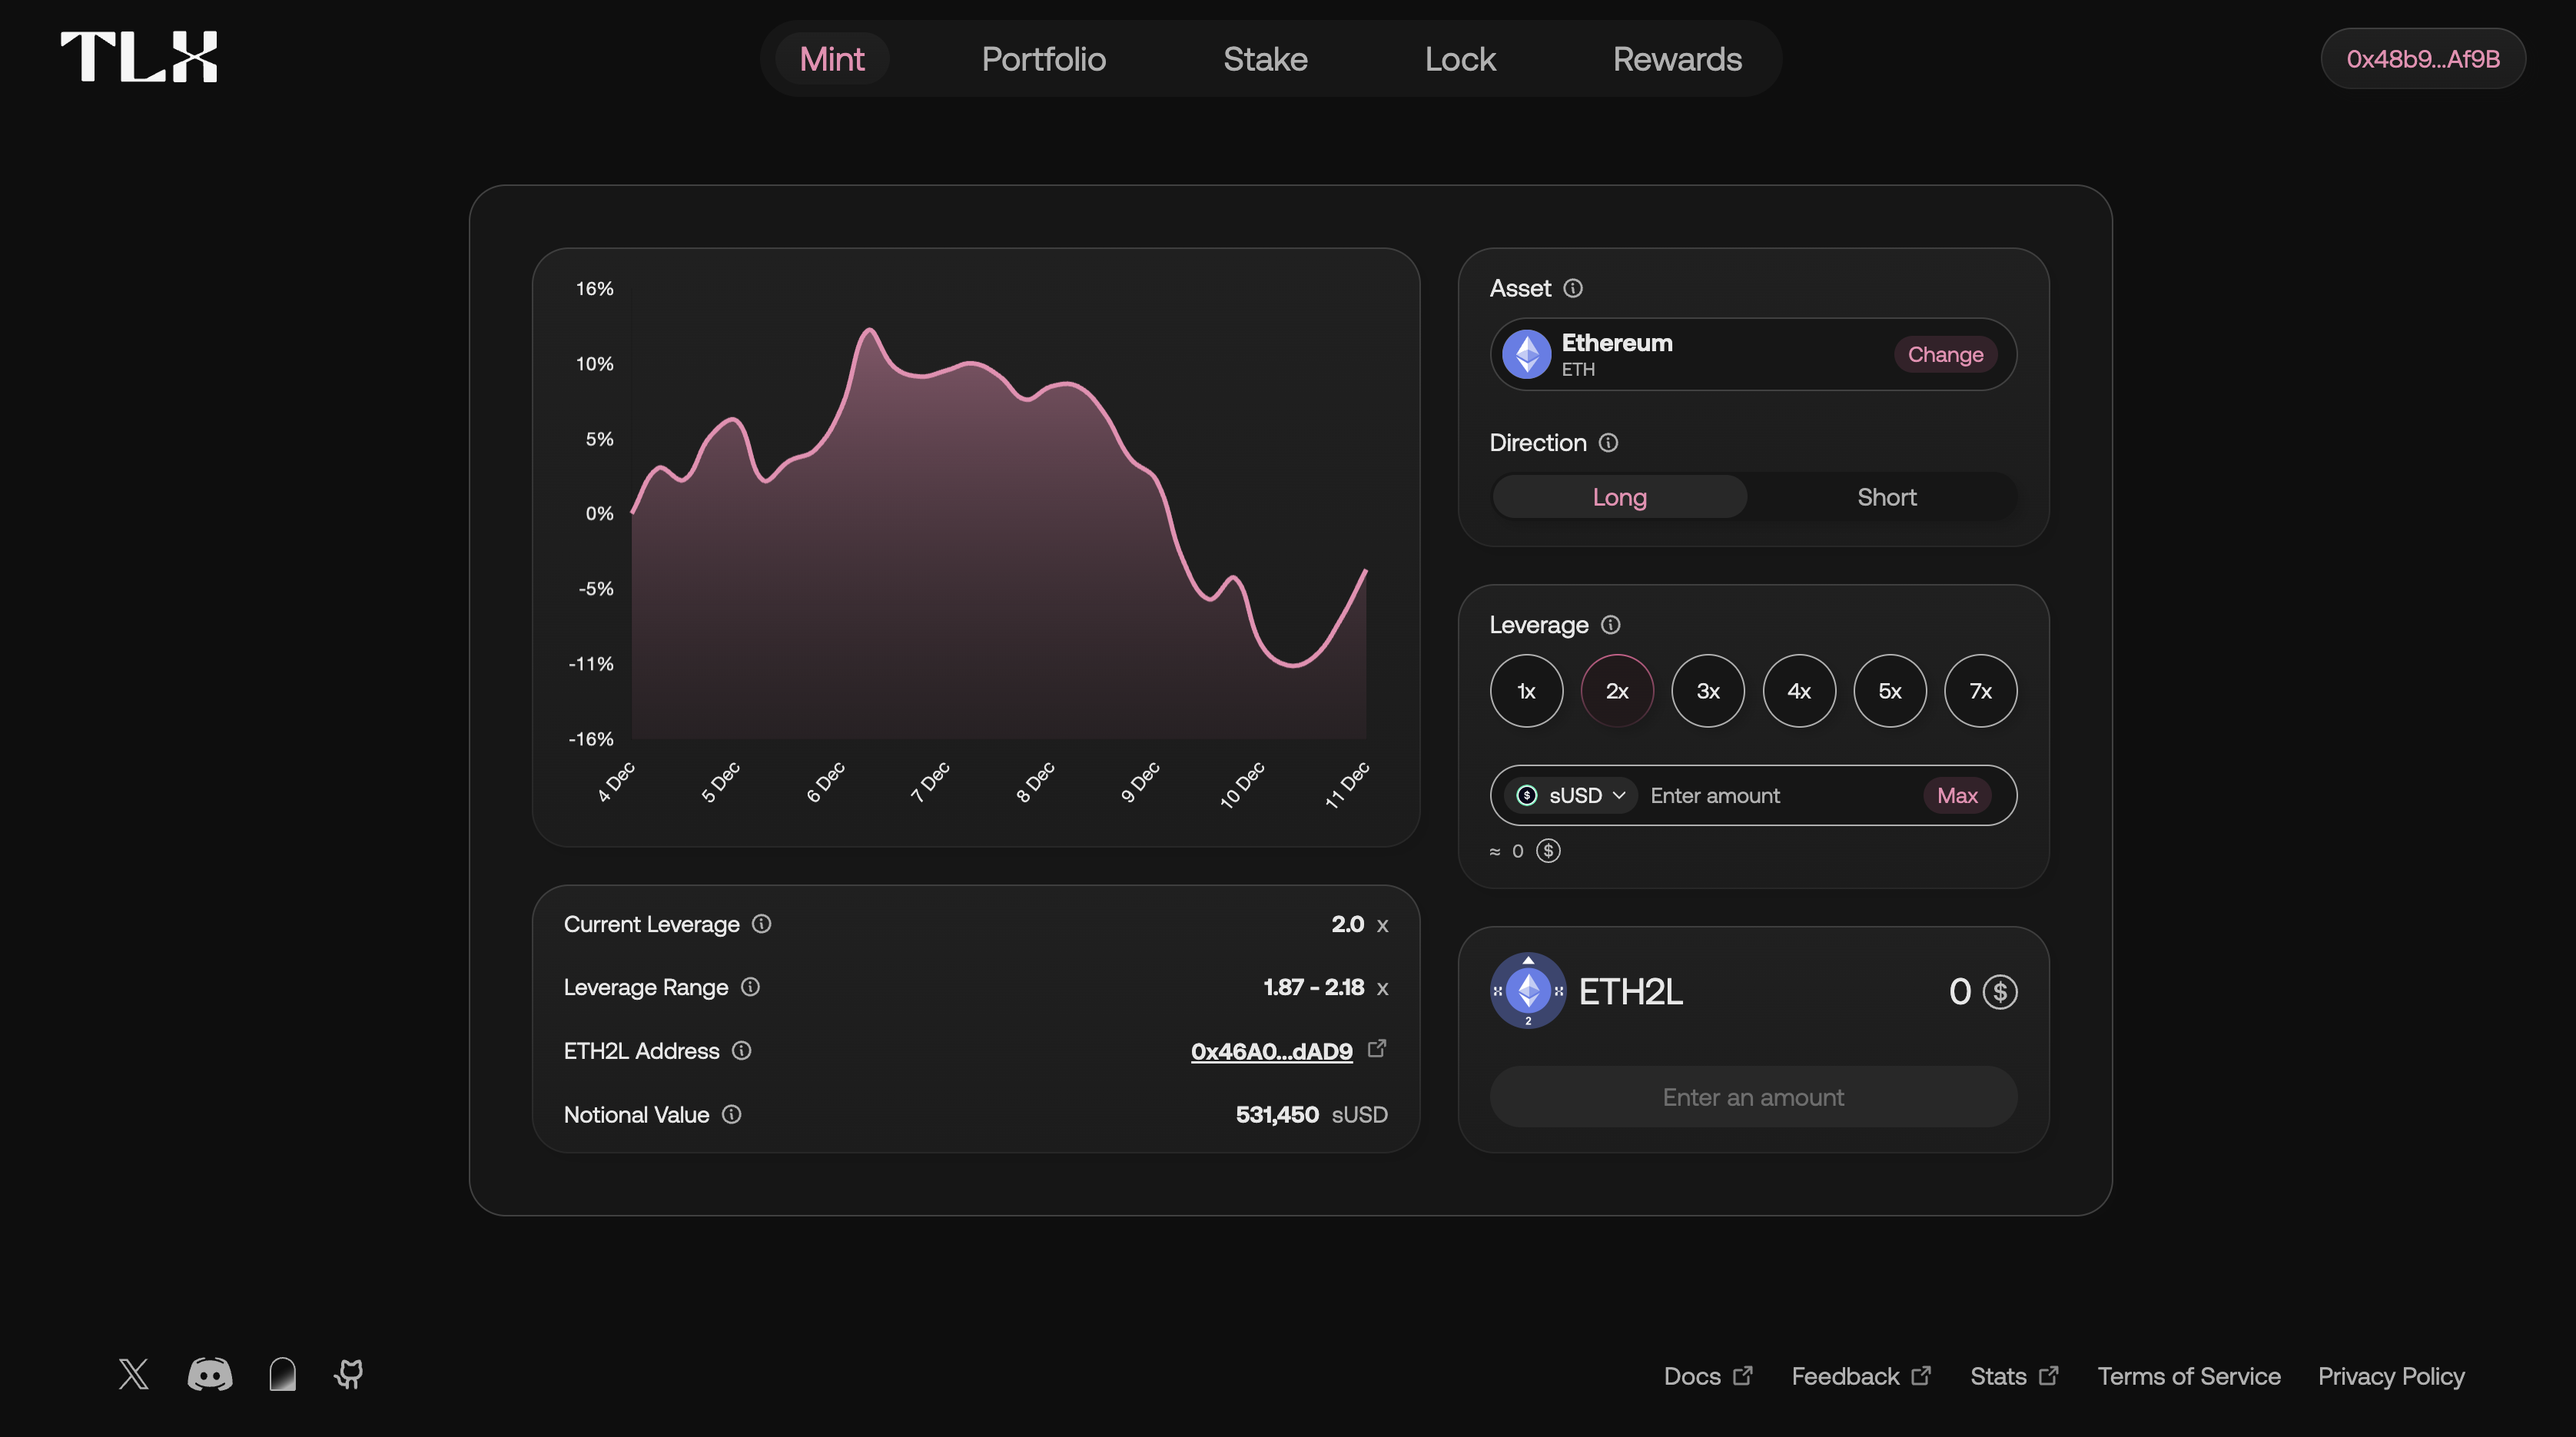 TLX
Mint Portfolio Stake Lock Rewards
0x48b9...Af9B
16%
10%
5%
0%
-5%
-11%
-16%
4 Dec
5 Dec
6 Dec
7 Dec
8 Dec
9 Dec
10 Dec
11 Dec
Current Leverage 2.0 x
Leverage Range 1.87 - 2.18 x
ETH2L Address 0x46A0...dAD9
Notional Value 531,450 sUSD
Asset
Ethereum
ETH
Change
Direction
Long Short
Leverage
1x 2x 3x 4x 5x 7x
$ sUSD Enter amount Max
≈ 0 $
2
ETH2L 0 $
Enter an amount
Docs Feedback Stats Terms of Service Privacy Policy